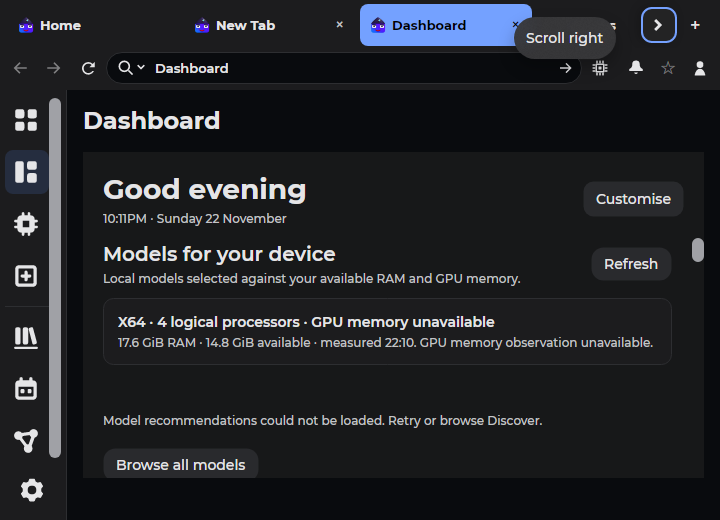 Home
New Tab
Dashboard
Scroll right
Dashboard
Dashboard
Good evening
10:11PM · Sunday 22 November
Customise
Models for your device
Local models selected against your available RAM and GPU memory.
Refresh
X64 · 4 logical processors · GPU memory unavailable
17.6 GiB RAM · 14.8 GiB available · measured 22:10. GPU memory observation unavailable.
Model recommendations could not be loaded. Retry or browse Discover.
Browse all models